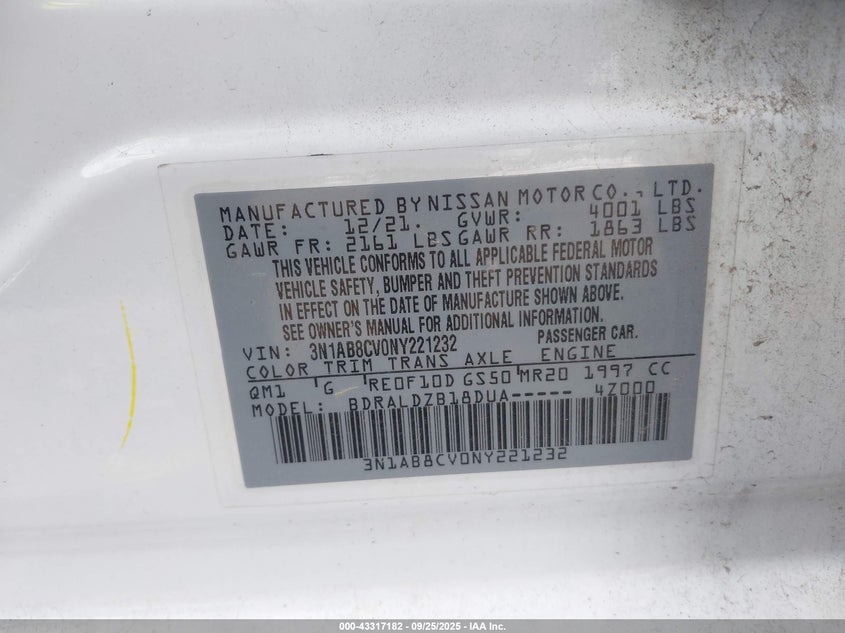 MANUFACTURED BY NISSAN MOTOR CO., LTD.
DATE: 12/21. GVWR: 4001 LBS
GAWR FR: 2161 LBS GAWR RR: 1863 LBS
THIS VEHICLE CONFORMS TO ALL APPLICABLE FEDERAL MOTOR
VEHICLE SAFETY, BUMPER AND THEFT PREVENTION STANDARDS
IN EFFECT ON THE DATE OF MANUFACTURE SHOWN ABOVE.
SEE OWNER'S MANUAL FOR ADDITIONAL INFORMATION.
VIN: 3N1AB8CV0NY221232 PASSENGER CAR.
COLOR TRIM TRANS AXLE ENGINE
QM1 G RE0F10D GS50 MR20 1997 CC
MODEL: BDRALDZB18DUA----- 4Z000
3N1AB8CV0NY221232
000-43317182 - 09/25/2025 - IAA Inc.